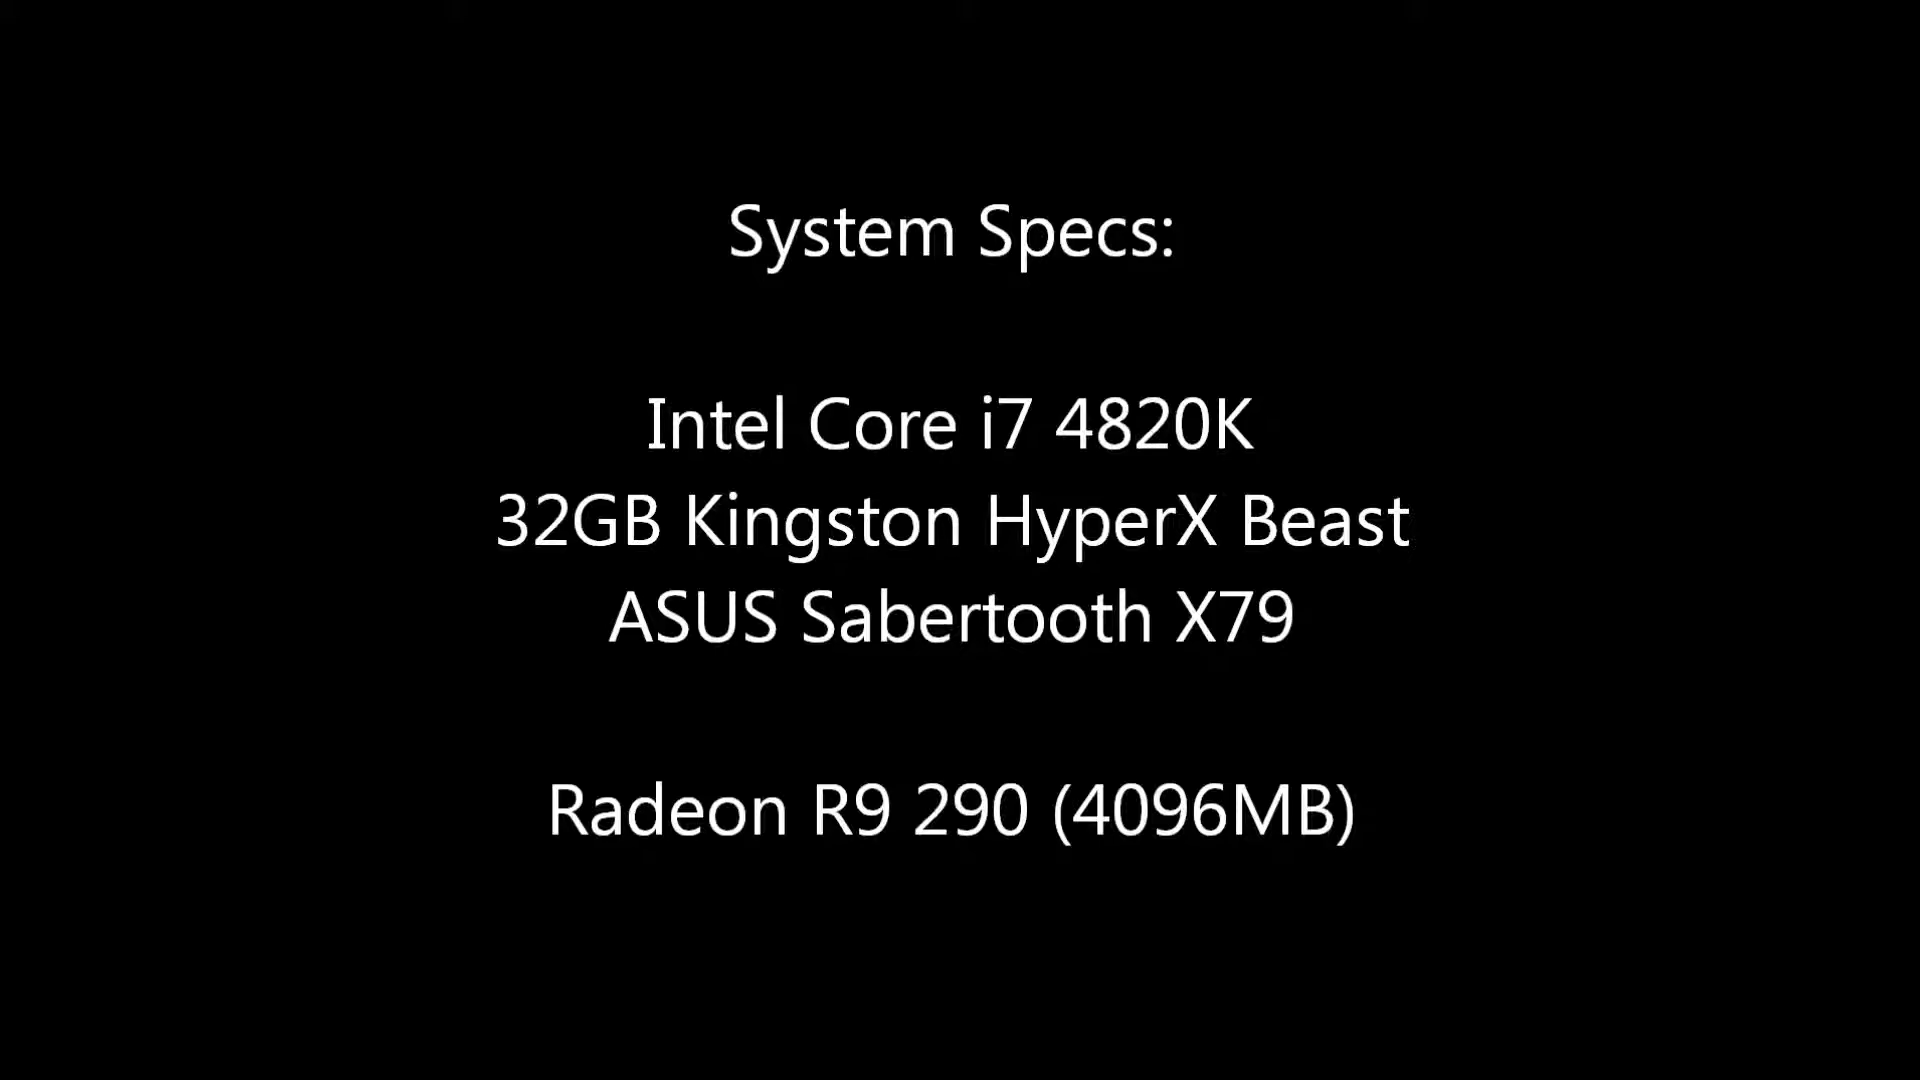 System Specs:
Intel Core i7 4820K
32GB Kingston HyperX Beast
ASUS Sabertooth X79
Radeon R9 290 (4096MB)